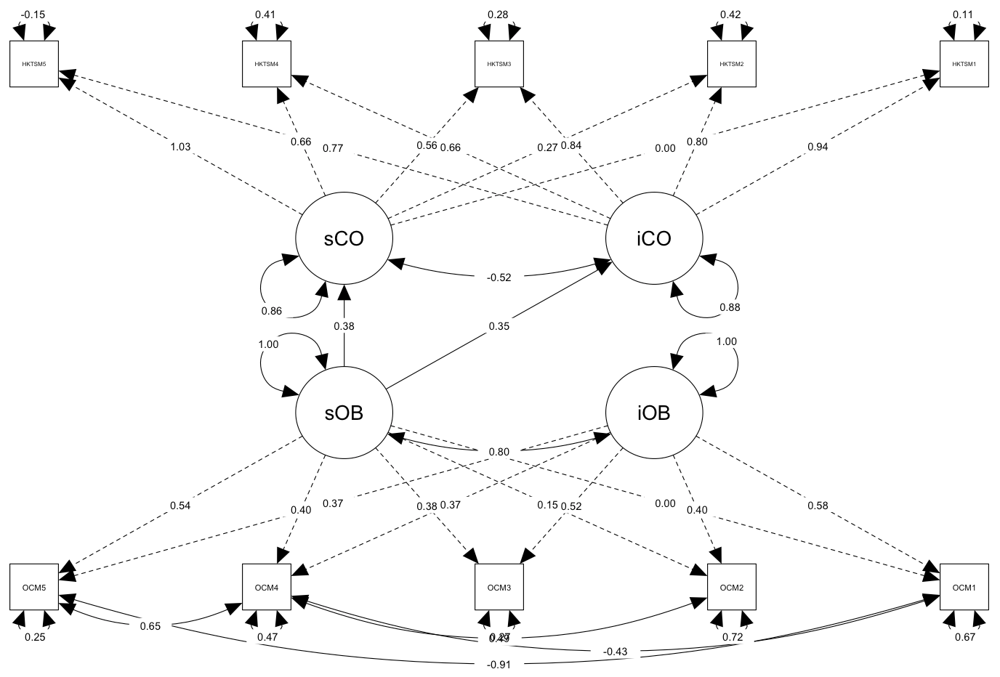 -0.15 0.41 0.28 0.42 0.11
HKTSM5 HKTSM4 HKTSM3 HKTSM2 HKTSM1
1.03 0.66 0.77 0.56 0.66 0.27 0.84 0.00 0.80 0.94
sCO iCO
-0.52
0.86 0.88
0.38 0.35
1.00 1.00
sOB iOB
0.80
0.54 0.40 0.37 0.38 0.37 0.15 0.52 0.00 0.40 0.58
OCM5 OCM4 OCM3 OCM2 OCM1
0.65
0.25 0.47 0.72 0.67
-0.43
-0.91